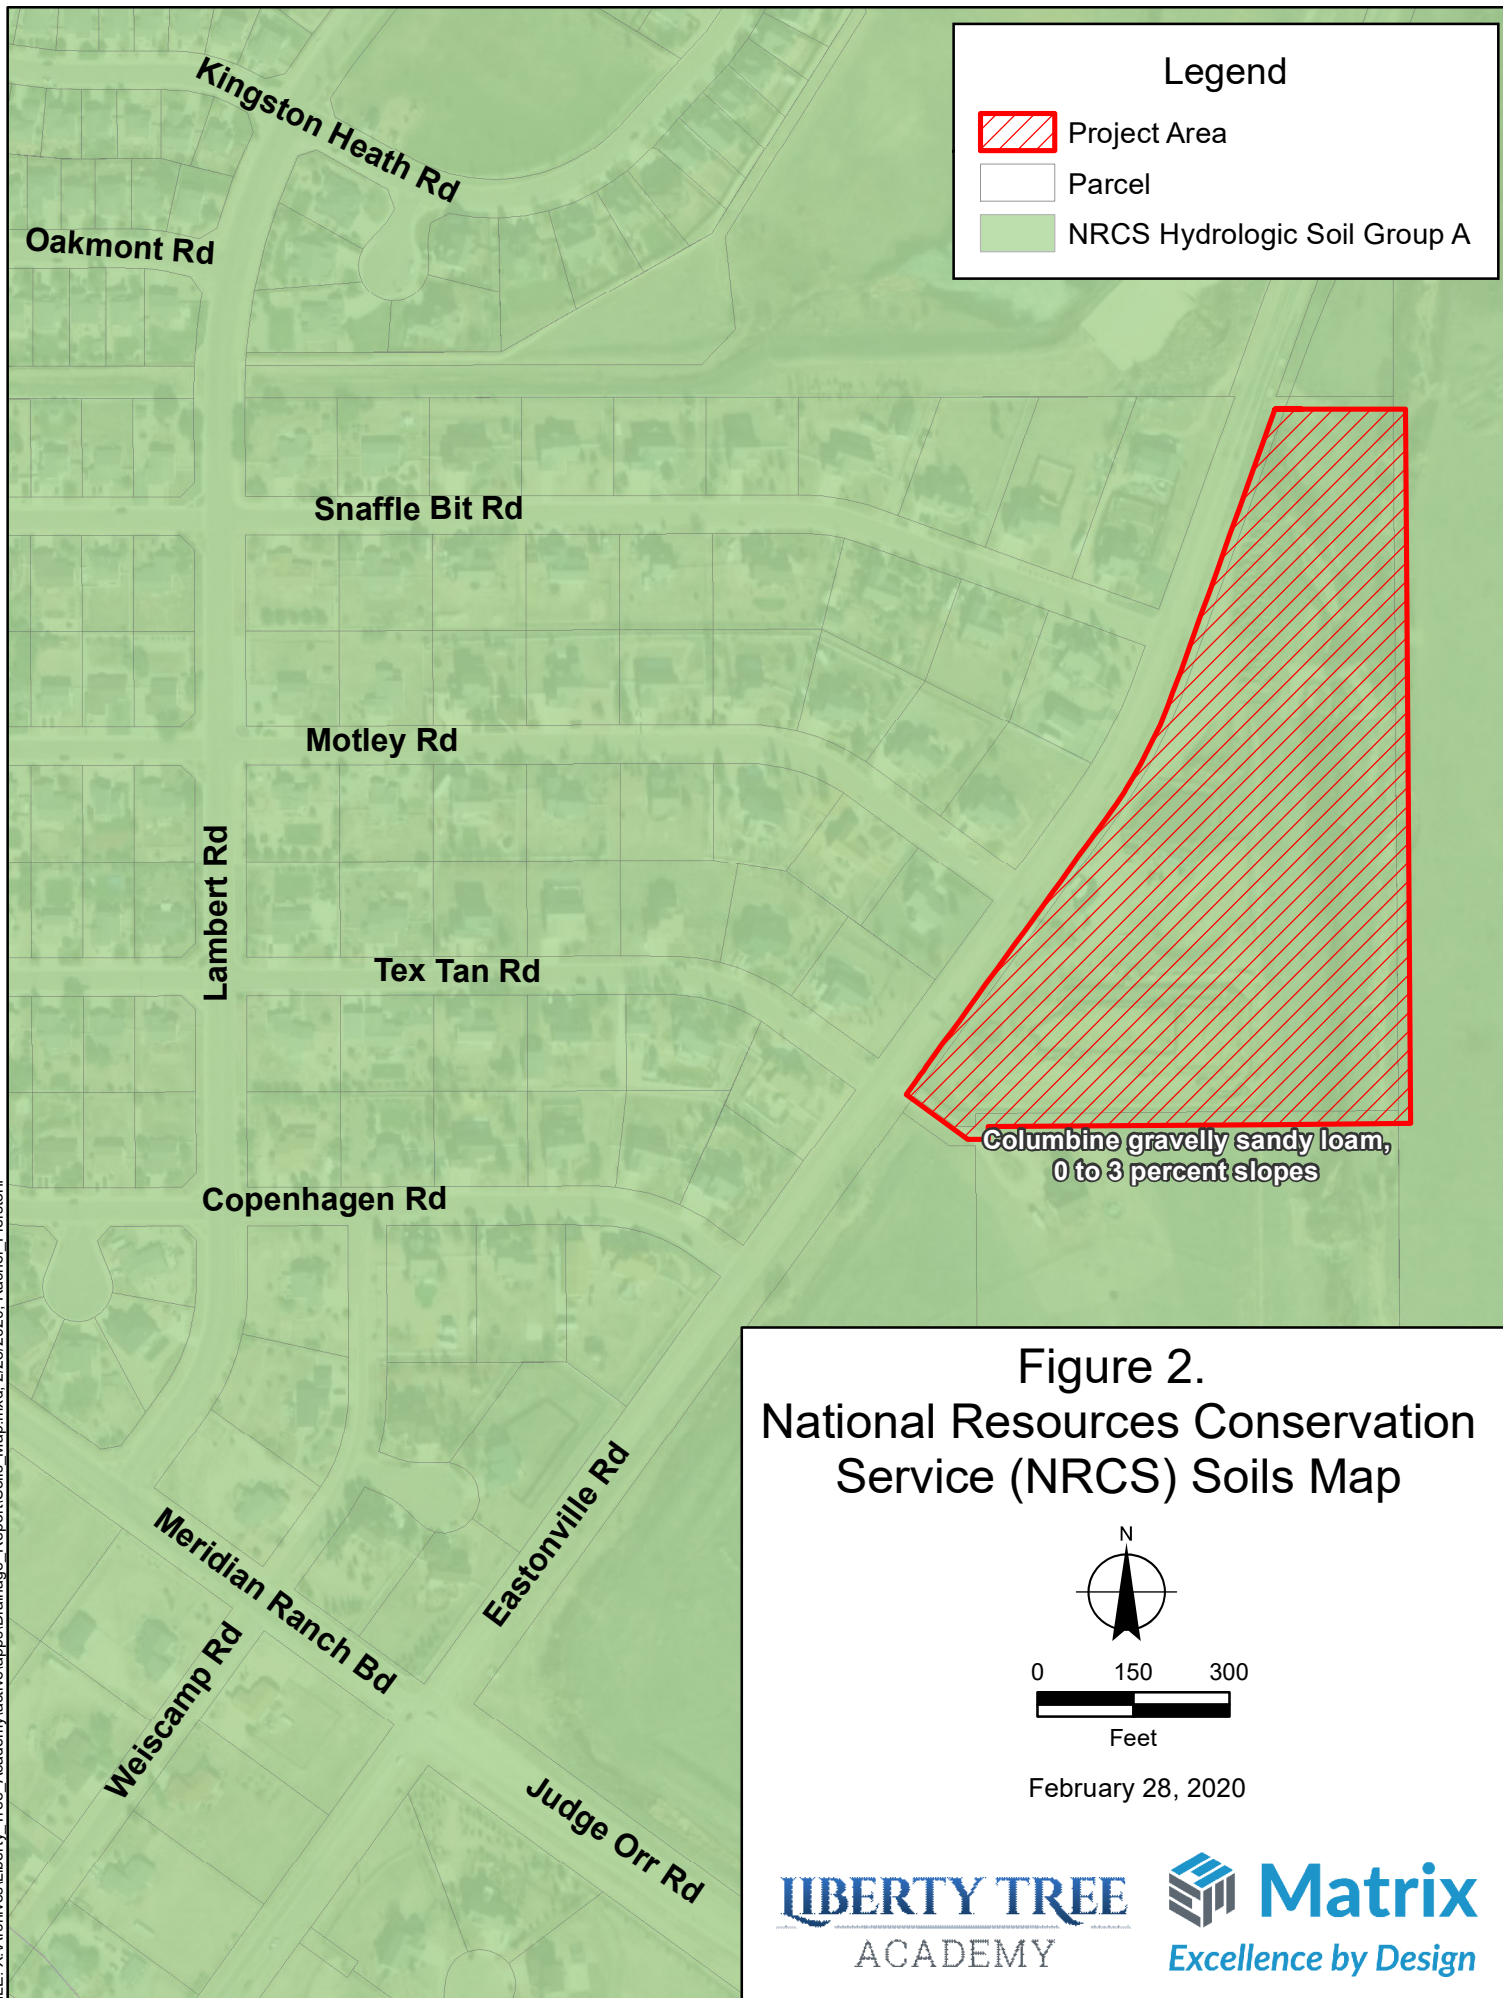 Legend
Project Area
Parcel
NRCS Hydrologic Soil Group A
Kingston Heath Rd
Oakmont Rd
Snaffle Bit Rd
Motley Rd
Lambert Rd
Tex Tan Rd
Columbine gravelly sandy loam,
0 to 3 percent slopes
Copenhagen Rd
Eastonville Rd
Meridian Ranch Bd
Weiscamp Rd
Judge Orr Rd
Figure 2.
National Resources Conservation
Service (NRCS) Soils Map
N
0 150 300
Feet
February 28, 2020
LIBERTY TREE
ACADEMY
Matrix
Excellence by Design